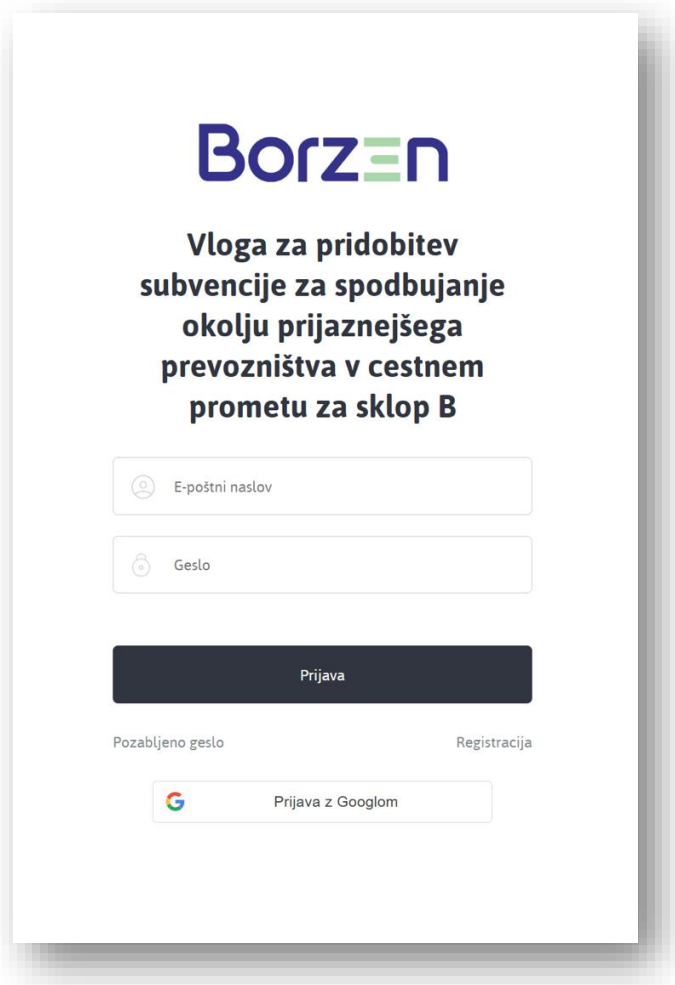 Borzen
Vloga za pridobitev
subvencije za spodbujanje
okolju prijaznejšega
prevozništva v cestnem
prometu za sklop B
E-poštni naslov
Geslo
Prijava
Pozabljeno geslo
Registracija
Prijava z Googlom